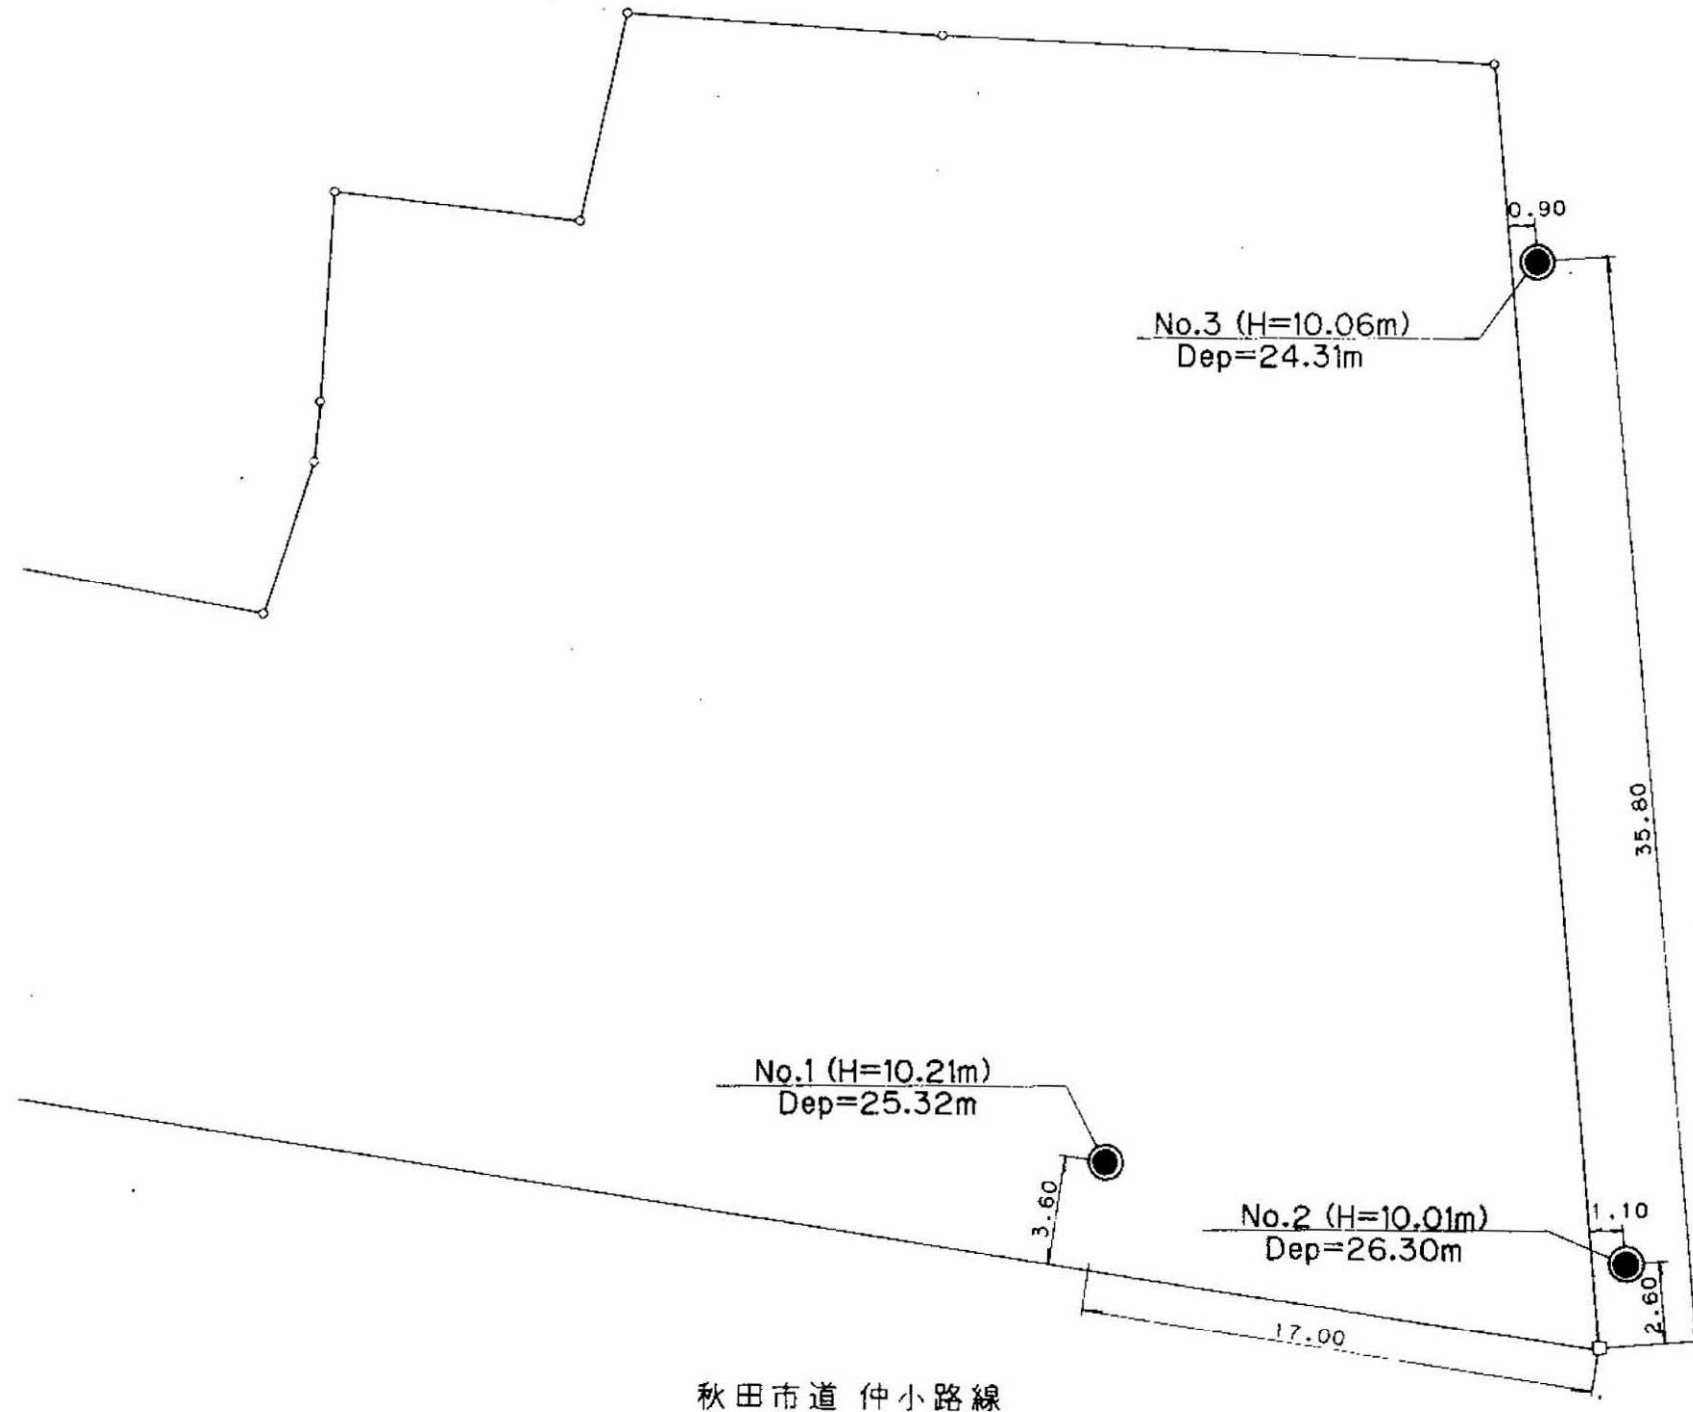 0.90
No.3 (H=10.06m)
Dep=24.31m
35.80
No.1 (H=10.21m)
Dep=25.32m
3.60
No.2 (H=10.01m)
Dep=26.30m
1.10
2.60
17.00
秋田市道 仲小路線